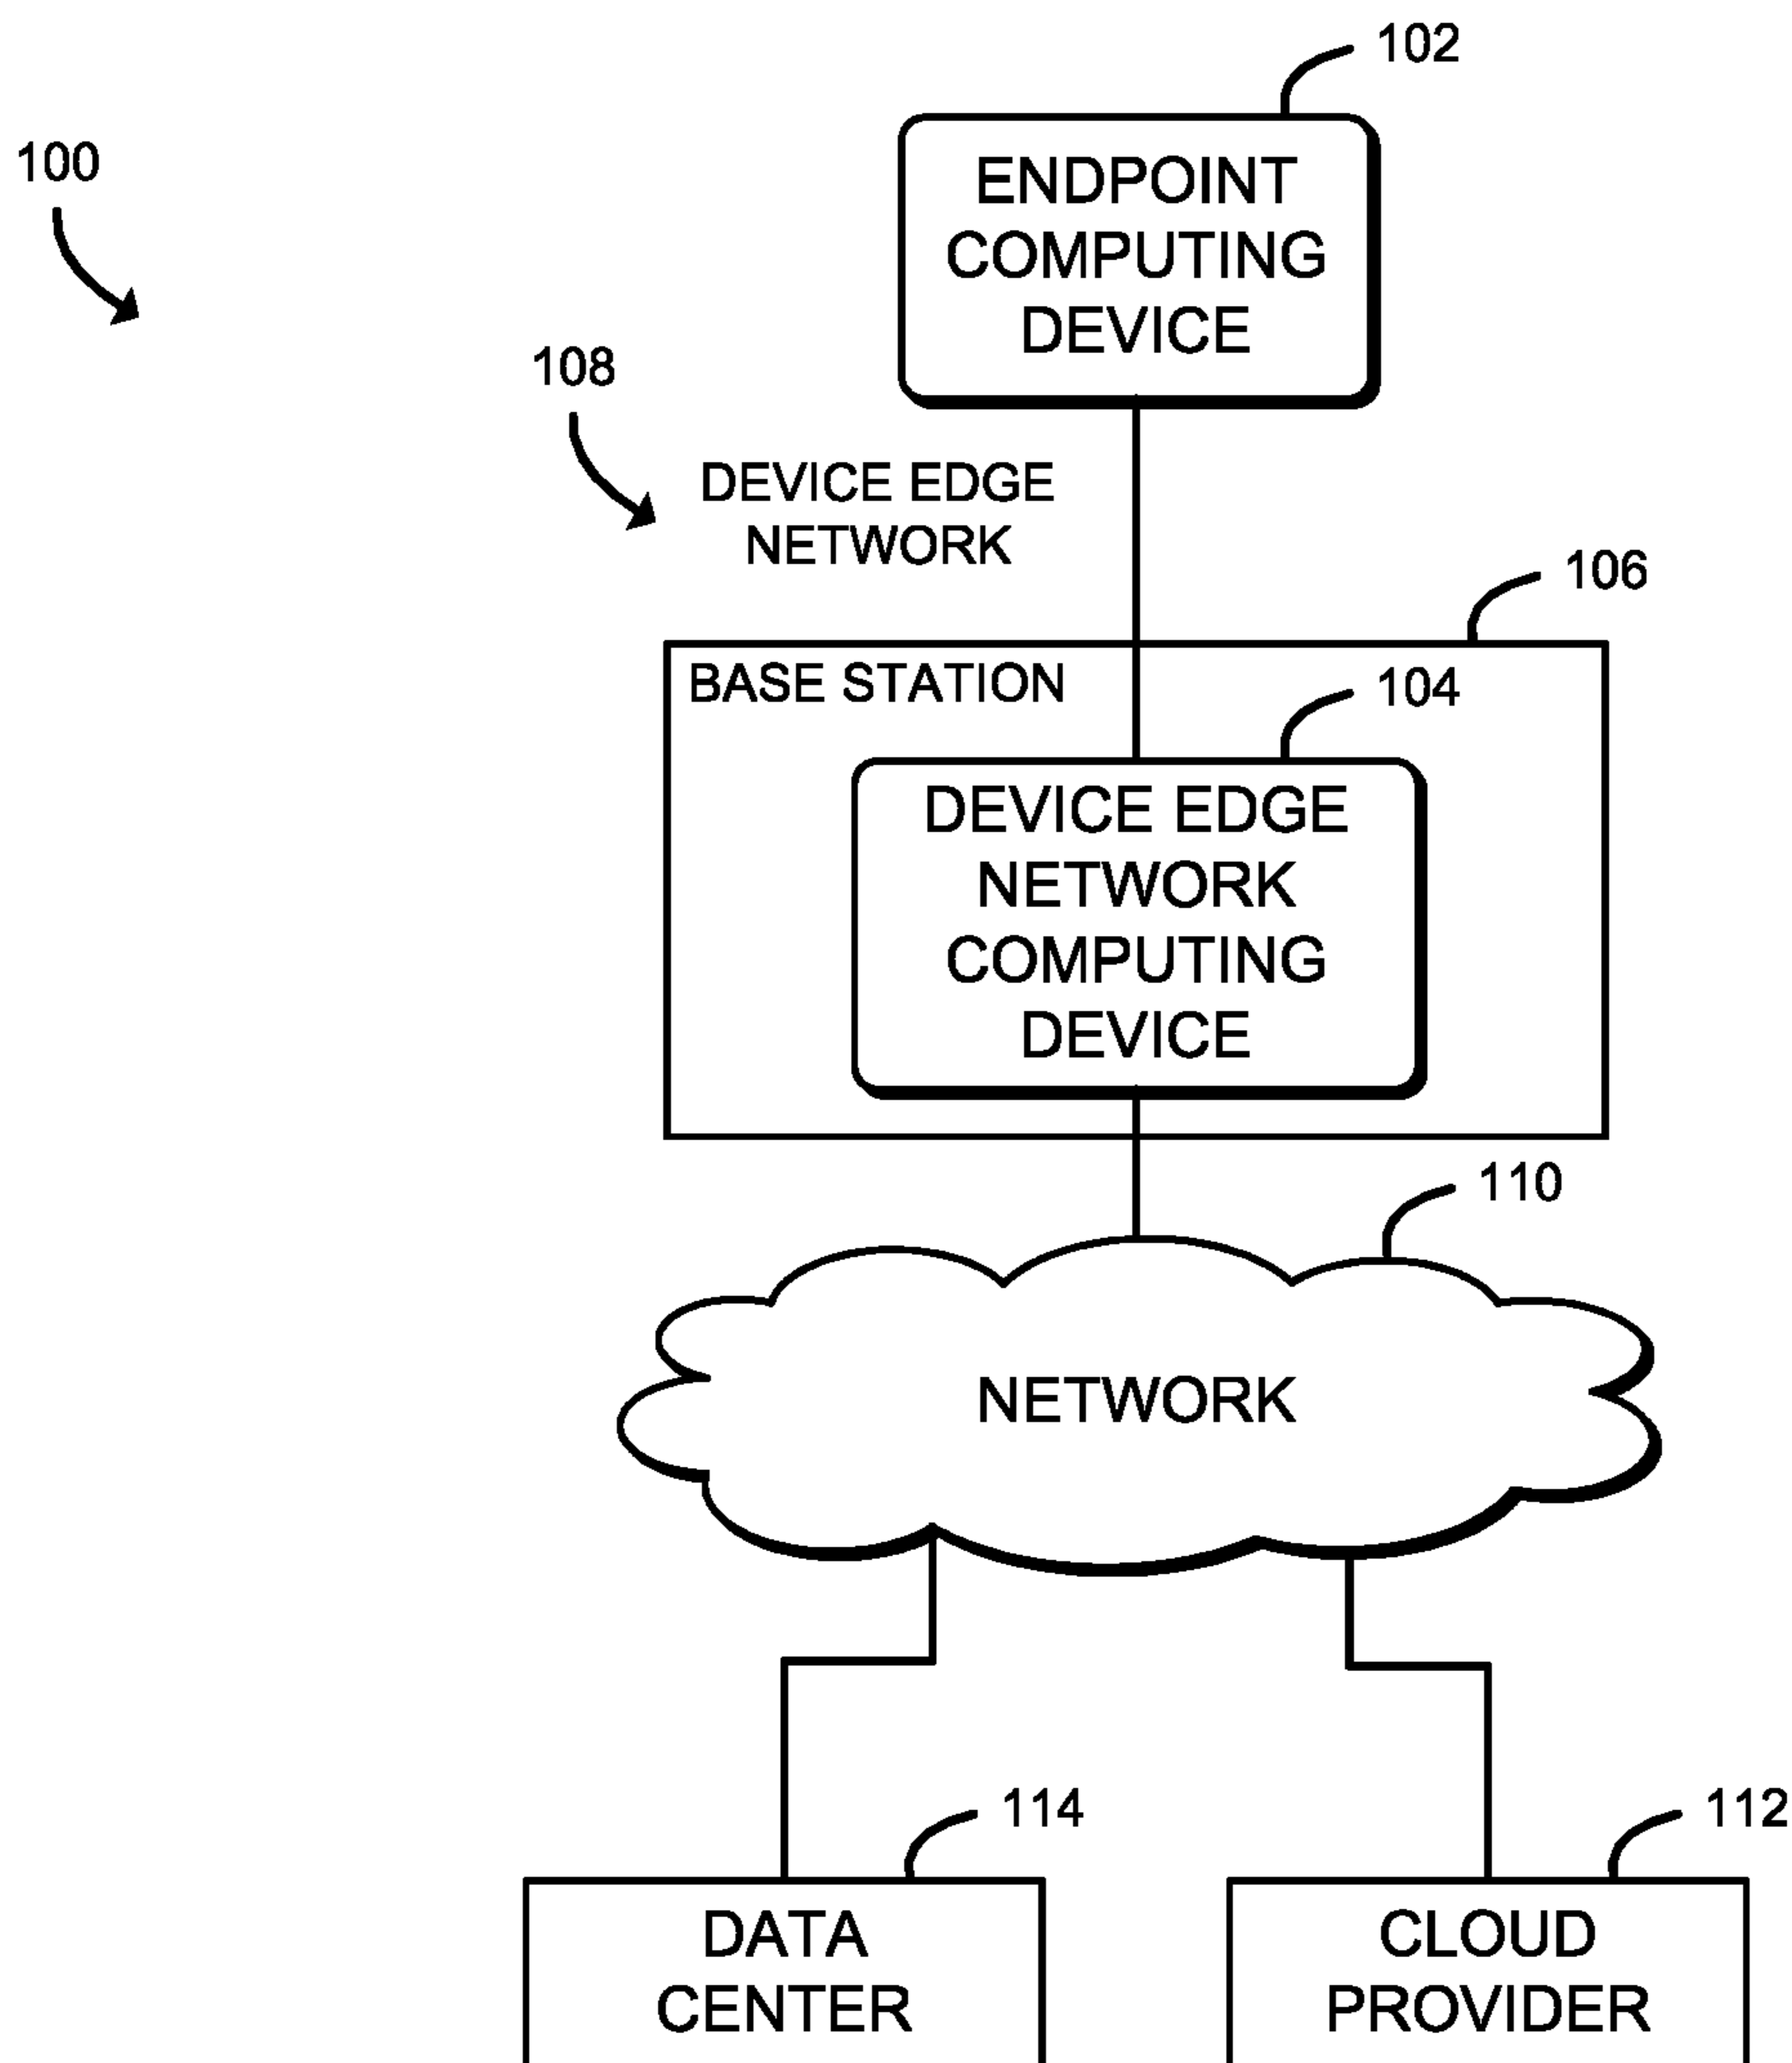 102
100
ENDPOINT
COMPUTING
DEVICE
108
DEVICE EDGE
NETWORK
106
BASE STATION
104
DEVICE EDGE
NETWORK
COMPUTING
DEVICE
110
NETWORK
114
112
DATA
CENTER
CLOUD
PROVIDER